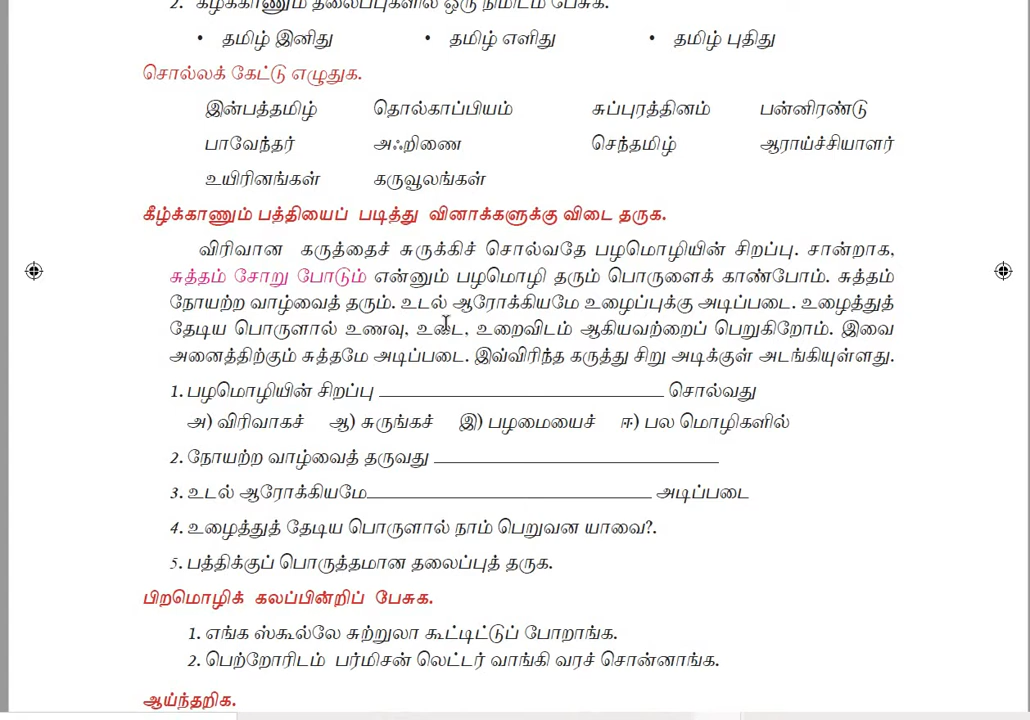 2. கீழ்க்காணும் தலைப்புகளில் ஒரு நிமிடம் பேசுக.
• தமிழ் இனிது • தமிழ் எளிது • தமிழ் புதிது
சொல்லக் கேட்டு எழுதுக.
இன்பத்தமிழ் தொல்காப்பியம் சுப்புரத்தினம் பன்னிரண்டு
பாவேந்தர் அஃறிணை செந்தமிழ் ஆராய்ச்சியாளர்
உயிரினங்கள் கருவூலங்கள்
கீழ்க்காணும் பத்தியைப் படித்து வினாக்களுக்கு விடை தருக.
விரிவான கருத்தைச் சுருக்கிச் சொல்வதே பழமொழியின் சிறப்பு. சான்றாக,
சுத்தம் சோறு போடும் என்னும் பழமொழி தரும் பொருளைக் காண்போம். சுத்தம்
நோயற்ற வாழ்வைத் தரும். உடல் ஆரோக்கியமே உழைப்புக்கு அடிப்படை. உழைத்துத்
தேடிய பொருளால் உணவு, உடை, உறைவிடம் ஆகியவற்றைப் பெறுகிறோம். இவை
அனைத்திற்கும் சுத்தமே அடிப்படை. இவ்விரிந்த கருத்து சிறு அடிக்குள் அடங்கியுள்ளது.
1. பழமொழியின் சிறப்பு ______ சொல்வது
அ) விரிவாகச் ஆ) சுருங்கச் இ) பழமையைச் ஈ) பல மொழிகளில்
2. நோயற்ற வாழ்வைத் தருவது ______
3. உடல் ஆரோக்கியமே______ அடிப்படை
4. உழைத்துத் தேடிய பொருளால் நாம் பெறுவன யாவை?.
5. பத்திக்குப் பொருத்தமான தலைப்புத் தருக.
பிறமொழிக் கலப்பின்றிப் பேசுக.
1. எங்க ஸ்கூல்லே சுற்றுலா கூட்டிட்டுப் போறாங்க.
2. பெற்றோரிடம் பர்மிசன் லெட்டர் வாங்கி வரச் சொன்னாங்க.
ஆய்ந்தறிக.